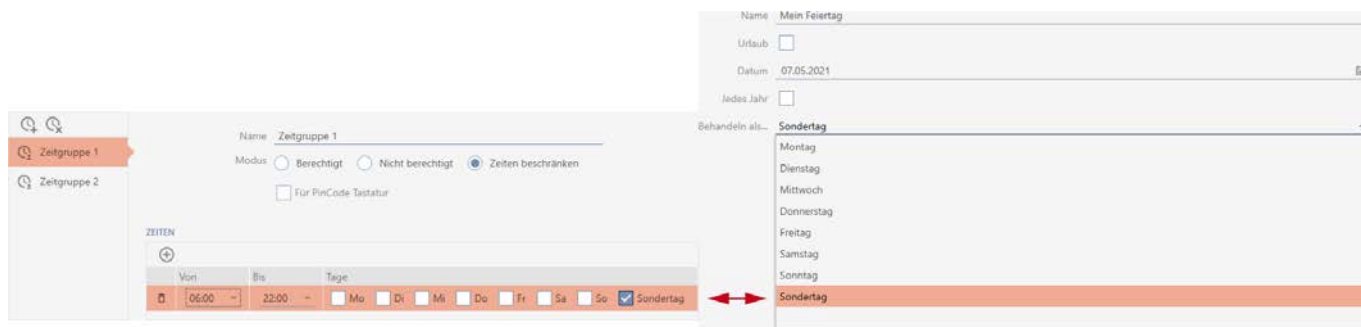 Name Mein Feiertag
Urlaub
Datum 07.05.2021
Jedes Jahr
Behandeln als... Sondertag
Montag
Dienstag
Mittwoch
Donnerstag
Freitag
Samstag
Sonntag
Sondertag
Zeitgruppe 1
Zeitgruppe 2
Name Zeitgruppe 1
Modus Berechtigt Nicht berechtigt Zeiten beschränken
Für PinCode Tastatur
ZEITEN
Von Bis Tage
06:00 22:00 Mo Di Mi Do Fr Sa So Sondertag